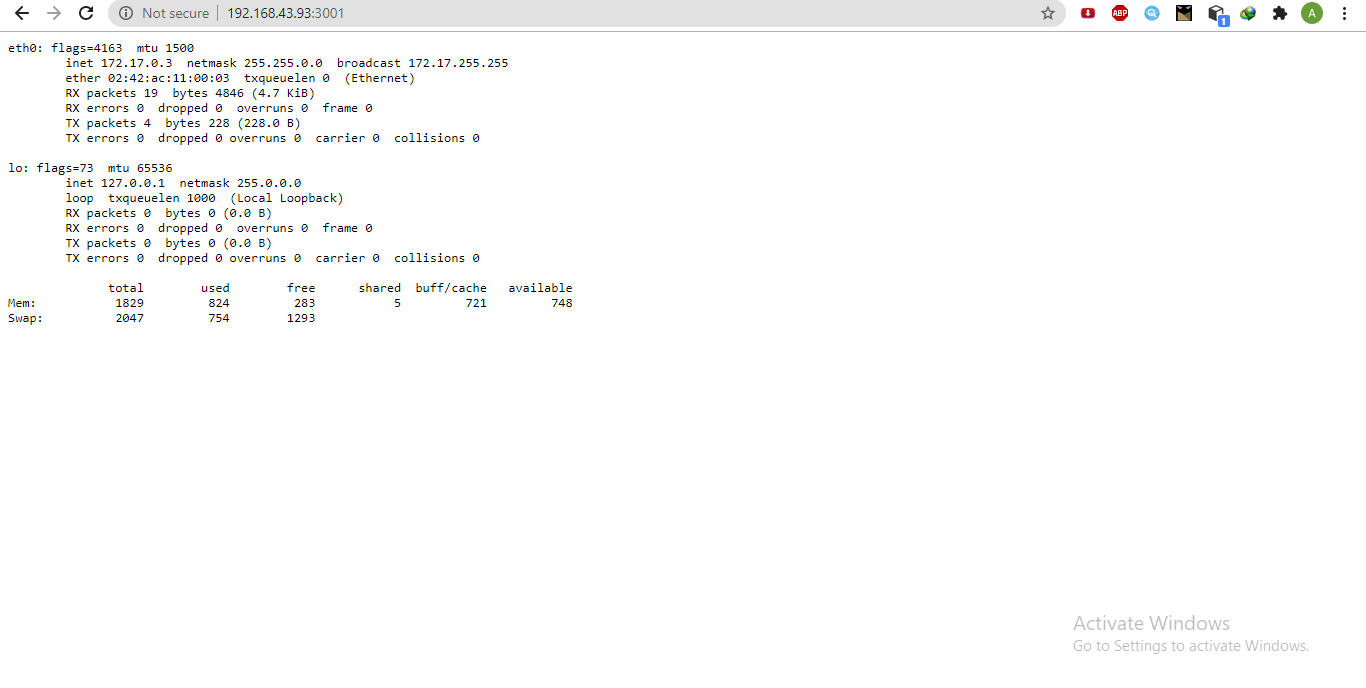 Not secure 192.168.43.93:3001
ABP
1
A
eth0: flags=4163  mtu 1500
        inet 172.17.0.3  netmask 255.255.0.0  broadcast 172.17.255.255
        ether 02:42:ac:11:00:03  txqueuelen 0  (Ethernet)
        RX packets 19  bytes 4846 (4.7 KiB)
        RX errors 0  dropped 0  overruns 0  frame 0
        TX packets 4  bytes 228 (228.0 B)
        TX errors 0  dropped 0 overruns 0  carrier 0  collisions 0
lo: flags=73  mtu 65536
        inet 127.0.0.1  netmask 255.0.0.0
        loop  txqueuelen 1000  (Local Loopback)
        RX packets 0  bytes 0 (0.0 B)
        RX errors 0  dropped 0  overruns 0  frame 0
        TX packets 0  bytes 0 (0.0 B)
        TX errors 0  dropped 0 overruns 0  carrier 0  collisions 0
              total        used        free      shared  buff/cache   available
Mem:           1829         824         283           5         721         748
Swap:          2047         754        1293
Activate Windows
Go to Settings to activate Windows.